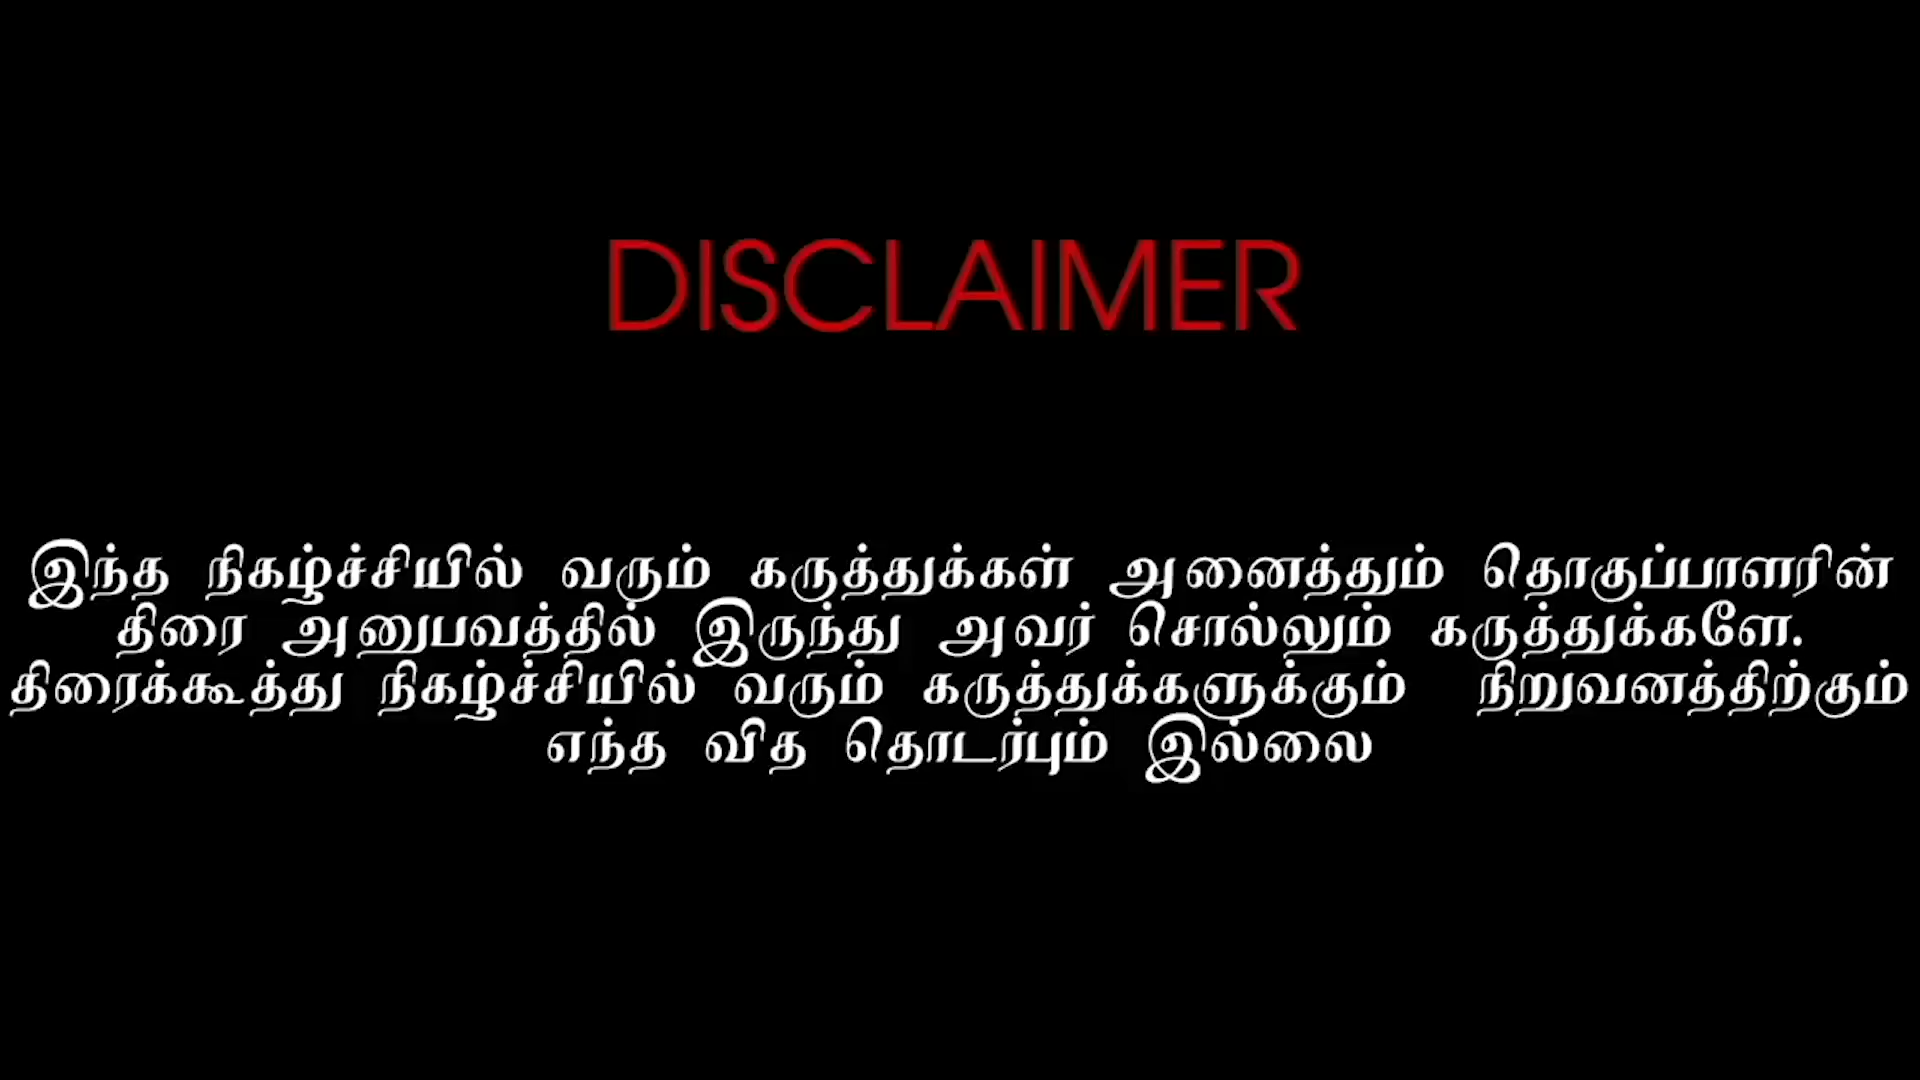 DISCLAIMER
இந்த நிகழ்ச்சியில் வரும் கருத்துக்கள் அனைத்தும் தொகுப்பாளரின்
திரை அனுபவத்தில் இருந்து அவர் சொல்லும் கருத்துக்களே.
திரைக்கூத்து நிகழ்ச்சியில் வரும் கருத்துக்களுக்கும் நிறுவனத்திற்கும்
எந்த வித தொடர்பும் இல்லை